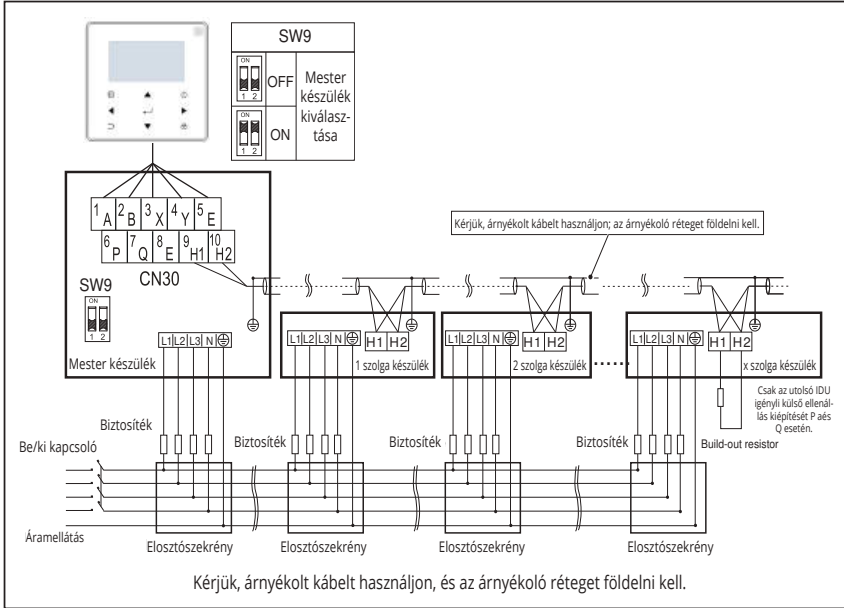 SW9
ON
1 2
OFF
ON
1 2
ON
Mester
készülék
kiválasz-
tása
1 A 2 B 3 X 4 Y 5 E
6 P 7 Q 8 E 9 H1 10 H2
CN30
SW9
ON
1 2
L1 L2 L3 N
Mester készülék
Kérjük, árnyékolt kábelt használjon; az árnyékoló réteget földelni kell.
L1 L2 L3 N
H1 H2
1 szolga készülék
L1 L2 L3 N
H1 H2
2 szolga készülék
......
L1 L2 L3 N
H1 H2
x szolga készülék
Csak az utolsó IDU
igényli külső ellenál-
lás kiépítését P aés
Q esetén.
Build-out resistor
Biztosíték
Biztosíték
Biztosíték
Biztosíték
Be/ki kapcsoló
Áramellátás
Elosztószekrény
Elosztószekrény
Elosztószekrény
Elosztószekrény
Kérjük, árnyékolt kábelt használjon, és az árnyékoló réteget földelni kell.